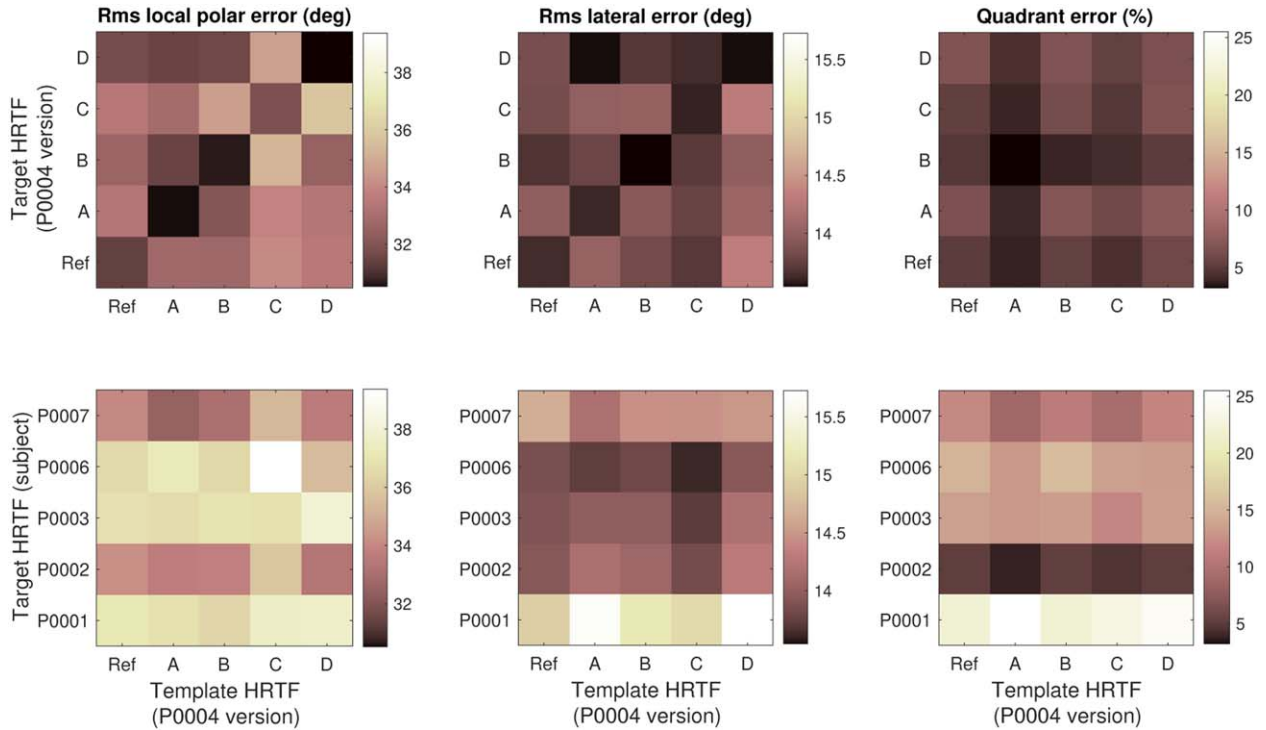 Rms local polar error (deg)
Rms lateral error (deg)
Quadrant error (%)
Target HRTF
(P0004 version)
D
C
B
A
Ref
Ref A B C D
38
36
34
32
Ref A B C D
15.5
15
14.5
14
D
C
B
A
Ref
D
C
B
A
Ref
Ref A B C D
25
20
15
10
5
Target HRTF (subject)
P0007
P0006
P0003
P0002
P0001
Ref A B C D
Template HRTF
(P0004 version)
38
36
34
32
P0007
P0006
P0003
P0002
P0001
Ref A B C D
Template HRTF
(P0004 version)
15.5
15
14.5
14
P0007
P0006
P0003
P0002
P0001
Ref A B C D
Template HRTF
(P0004 version)
25
20
15
10
5